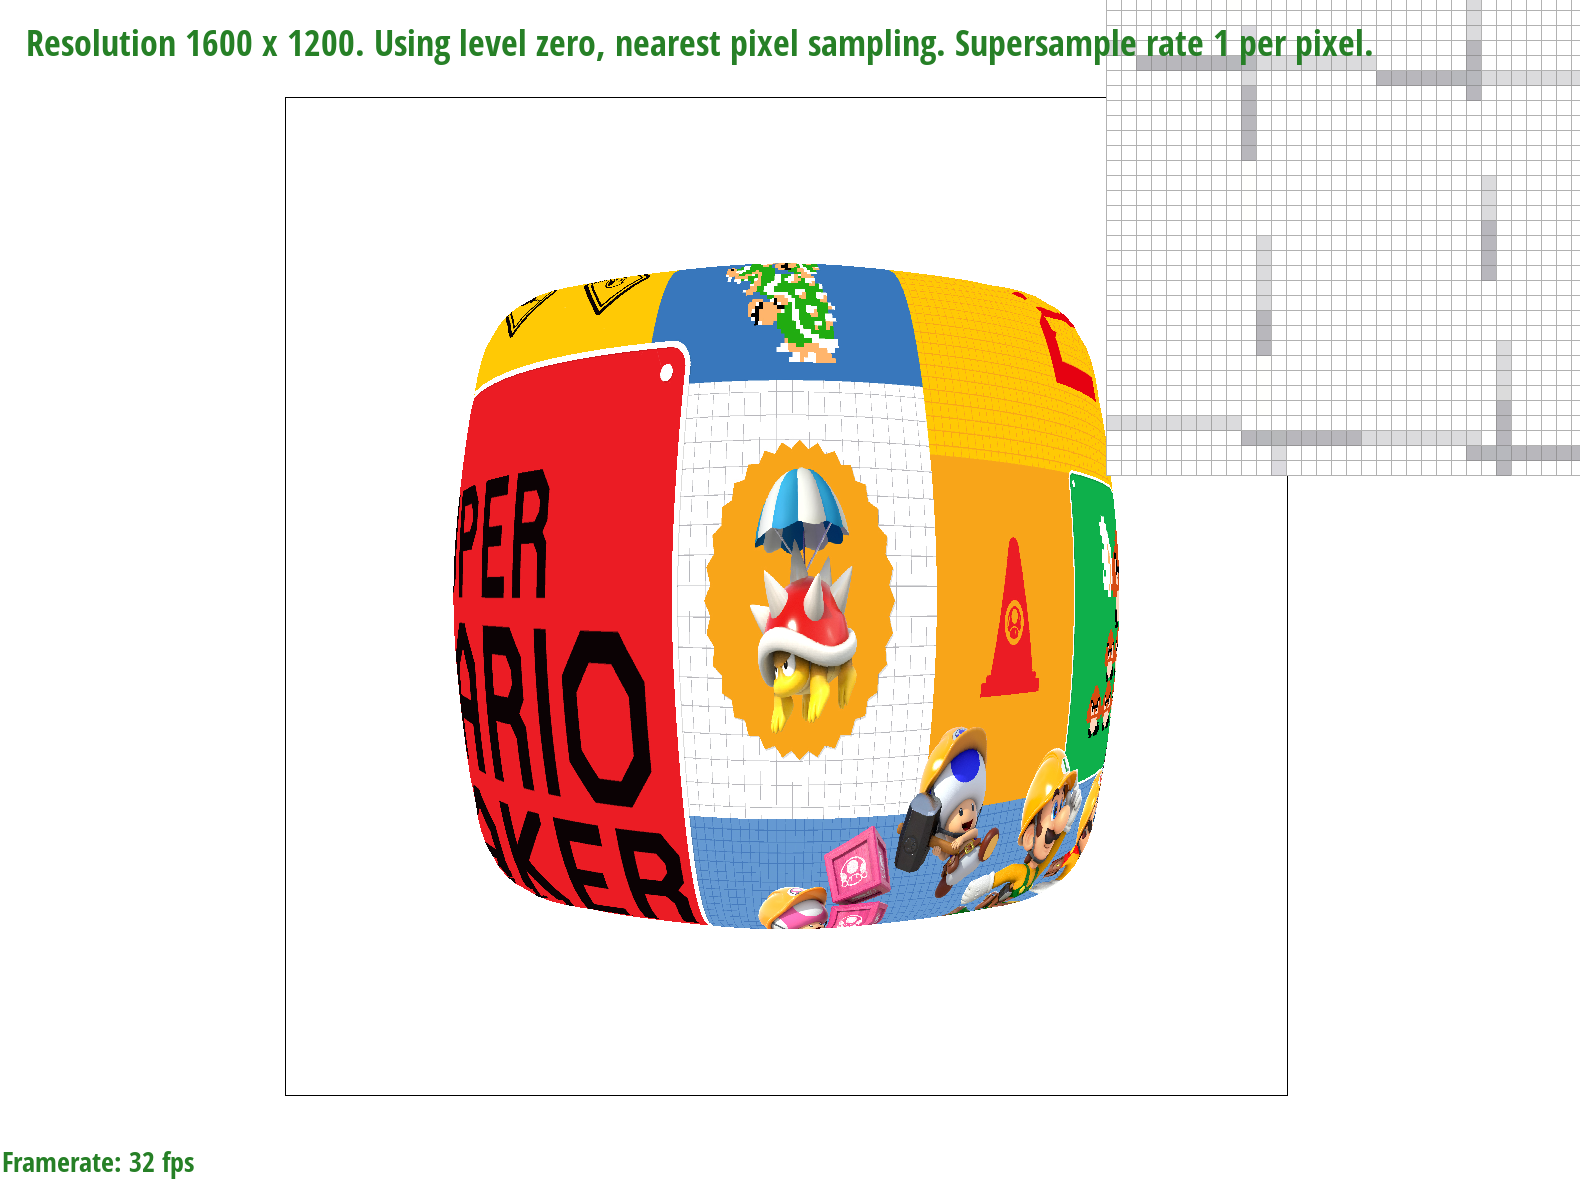 Resolution 1600 x 1200. Using level zero, nearest pixel sampling. Supersample rate 1 per pixel.
PER
ARIO
AKER
Framerate: 32 fps